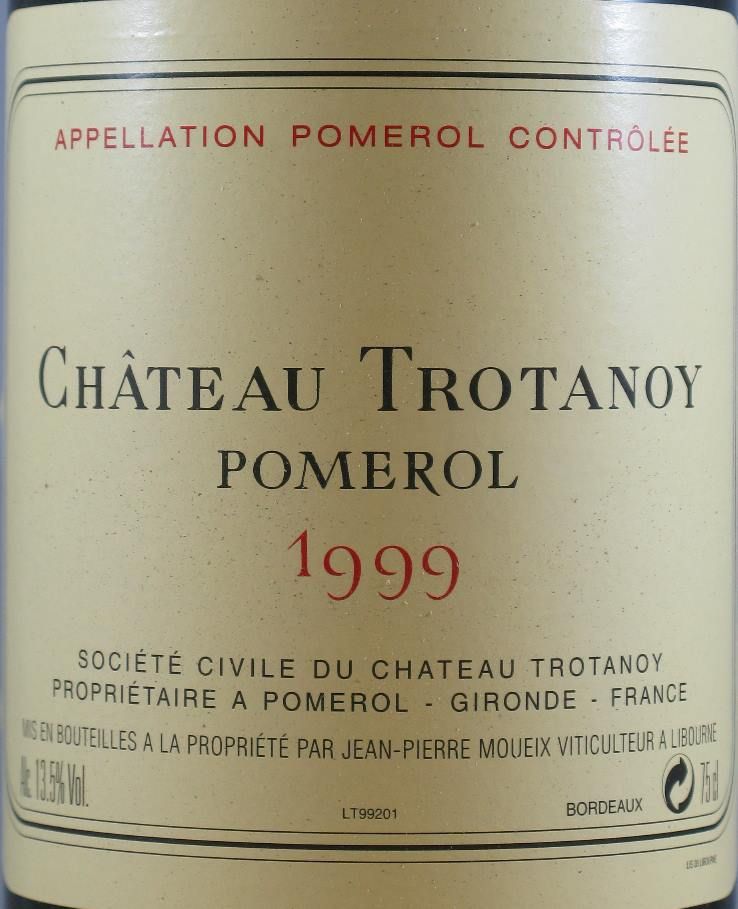 APPELLATION POMEROL CONTRÔLÉE
CHÂTEAU TROTANOY
POMEROL
1999
SOCIÉTÉ CIVILE DU CHATEAU TROTANOY
PROPRIÉTAIRE A POMEROL - GIRONDE - FRANCE
MIS EN BOUTEILLES A LA PROPRIÉTÉ PAR JEAN-PIERRE MOUEIX VITICULTEUR A LIBOURNE
Alc. 13.5% Vol.
LT99201
BORDEAUX
75 cl